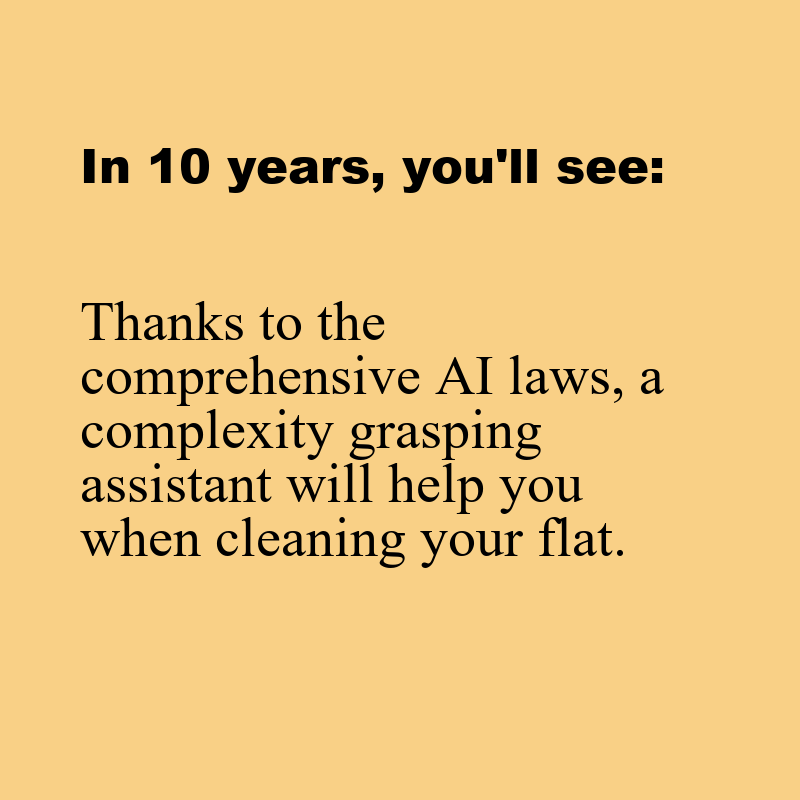 In 10 years, you'll see:
Thanks to the
comprehensive AI laws, a
complexity grasping
assistant will help you
when cleaning your flat.